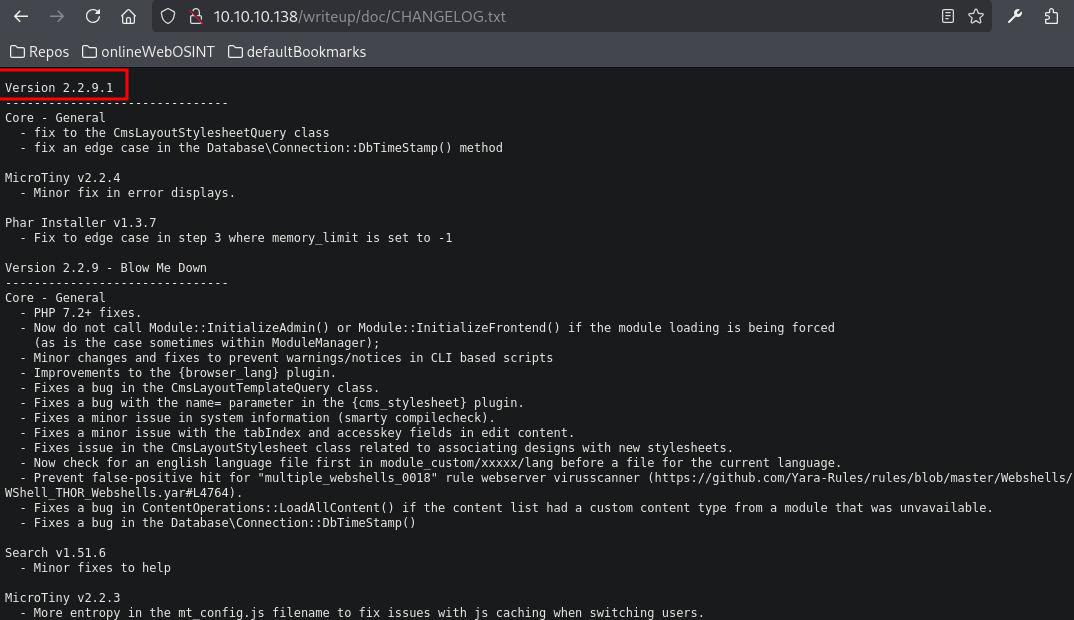 10.10.10.138/writeup/doc/CHANGELOG.txt
Repos onlineWebOSINT defaultBookmarks
Version 2.2.9.1
-------------------------------
Core - General
- fix to the CmsLayoutStylesheetQuery class
- fix an edge case in the Database\Connection::DbTimeStamp() method
MicroTiny v2.2.4
- Minor fix in error displays.
Phar Installer v1.3.7
- Fix to edge case in step 3 where memory_limit is set to -1
Version 2.2.9 - Blow Me Down
-------------------------------
Core - General
- PHP 7.2+ fixes.
- Now do not call Module::InitializeAdmin() or Module::InitializeFrontend() if the module loading is being forced
(as is the case sometimes within ModuleManager);
- Minor changes and fixes to prevent warnings/notices in CLI based scripts
- Improvements to the {browser_lang} plugin.
- Fixes a bug in the CmsLayoutTemplateQuery class.
- Fixes a bug with the name= parameter in the {cms_stylesheet} plugin.
- Fixes a minor issue in system information (smarty compilecheck).
- Fixes a minor issue with the tabIndex and accesskey fields in edit content.
- Fixes issue in the CmsLayoutStylesheet class related to associating designs with new stylesheets.
- Now check for an english language file first in module_custom/xxxxx/lang before a file for the current language.
- Prevent false-positive hit for "multiple_webshells_0018" rule webserver virusscanner (https://github.com/Yara-Rules/rules/blob/master/Webshells/
WShell_THOR_Webshells.yar#L4764).
- Fixes a bug in ContentOperations::LoadAllContent() if the content list had a custom content type from a module that was unvavailable.
- Fixes a bug in the Database\Connection::DbTimeStamp()
Search v1.51.6
- Minor fixes to help
MicroTiny v2.2.3
- More entropy in the mt_config.js filename to fix issues with js caching when switching users.